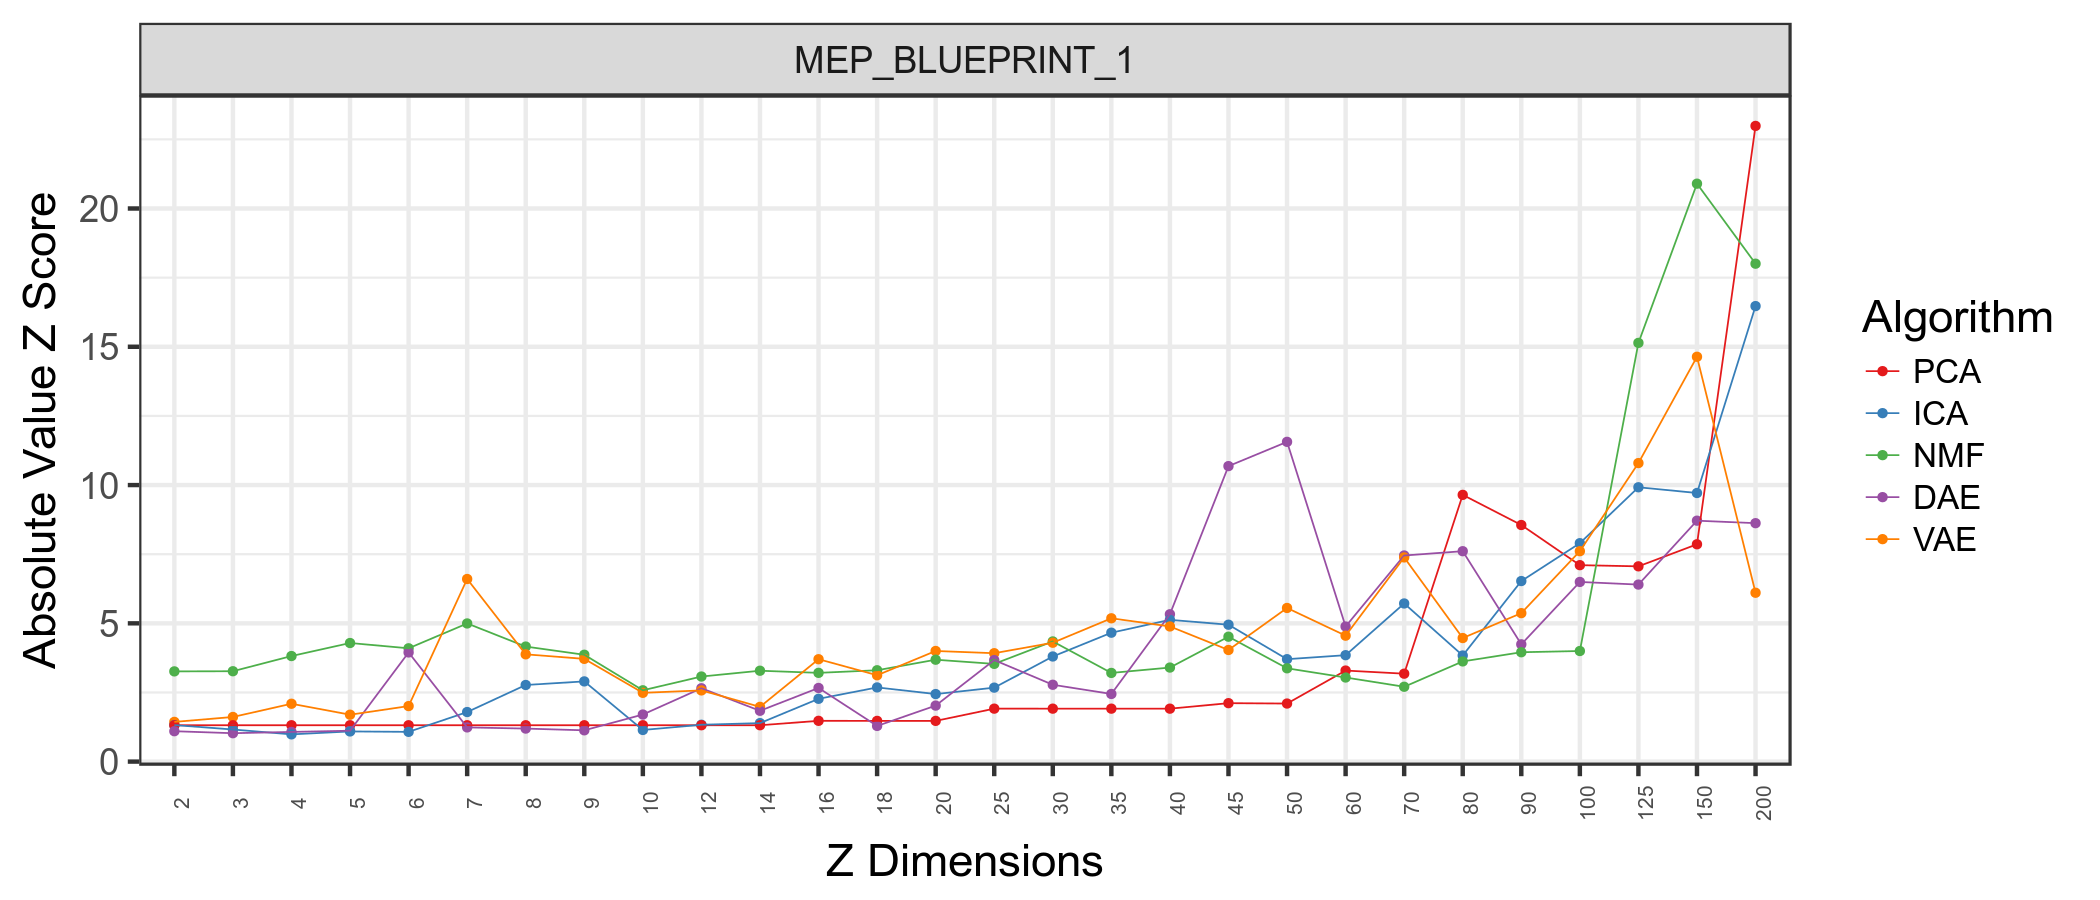 MEP_BLUEPRINT_1
Absolute Value Z Score
20
15
10
5
0
2 3 4 5 6 7 8 9 10 12 14 16 18 20 25 30 35 40 45 50 60 70 80 90 100 125 150 200
Z Dimensions
Algorithm
PCA
ICA
NMF
DAE
VAE